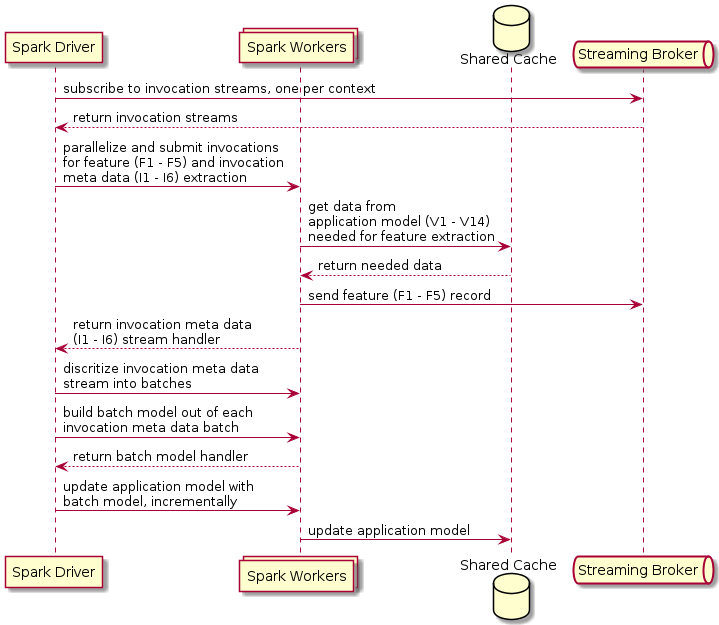 Spark Driver
Spark Workers
Shared Cache
Streaming Broker
subscribe to invocation streams, one per context
return invocation streams
parallelize and submit invocations
for feature (F1 - F5) and invocation
meta data (I1 - I6) extraction
get data from
application model (V1 - V14)
needed for feature extraction
return needed data
send feature (F1 - F5) record
return invocation meta data
(I1 - I6) stream handler
discritize invocation meta data
stream into batches
build batch model out of each
invocation meta data batch
return batch model handler
update application model with
batch model, incrementally
update application model
Spark Driver
Spark Workers
Shared Cache
Streaming Broker